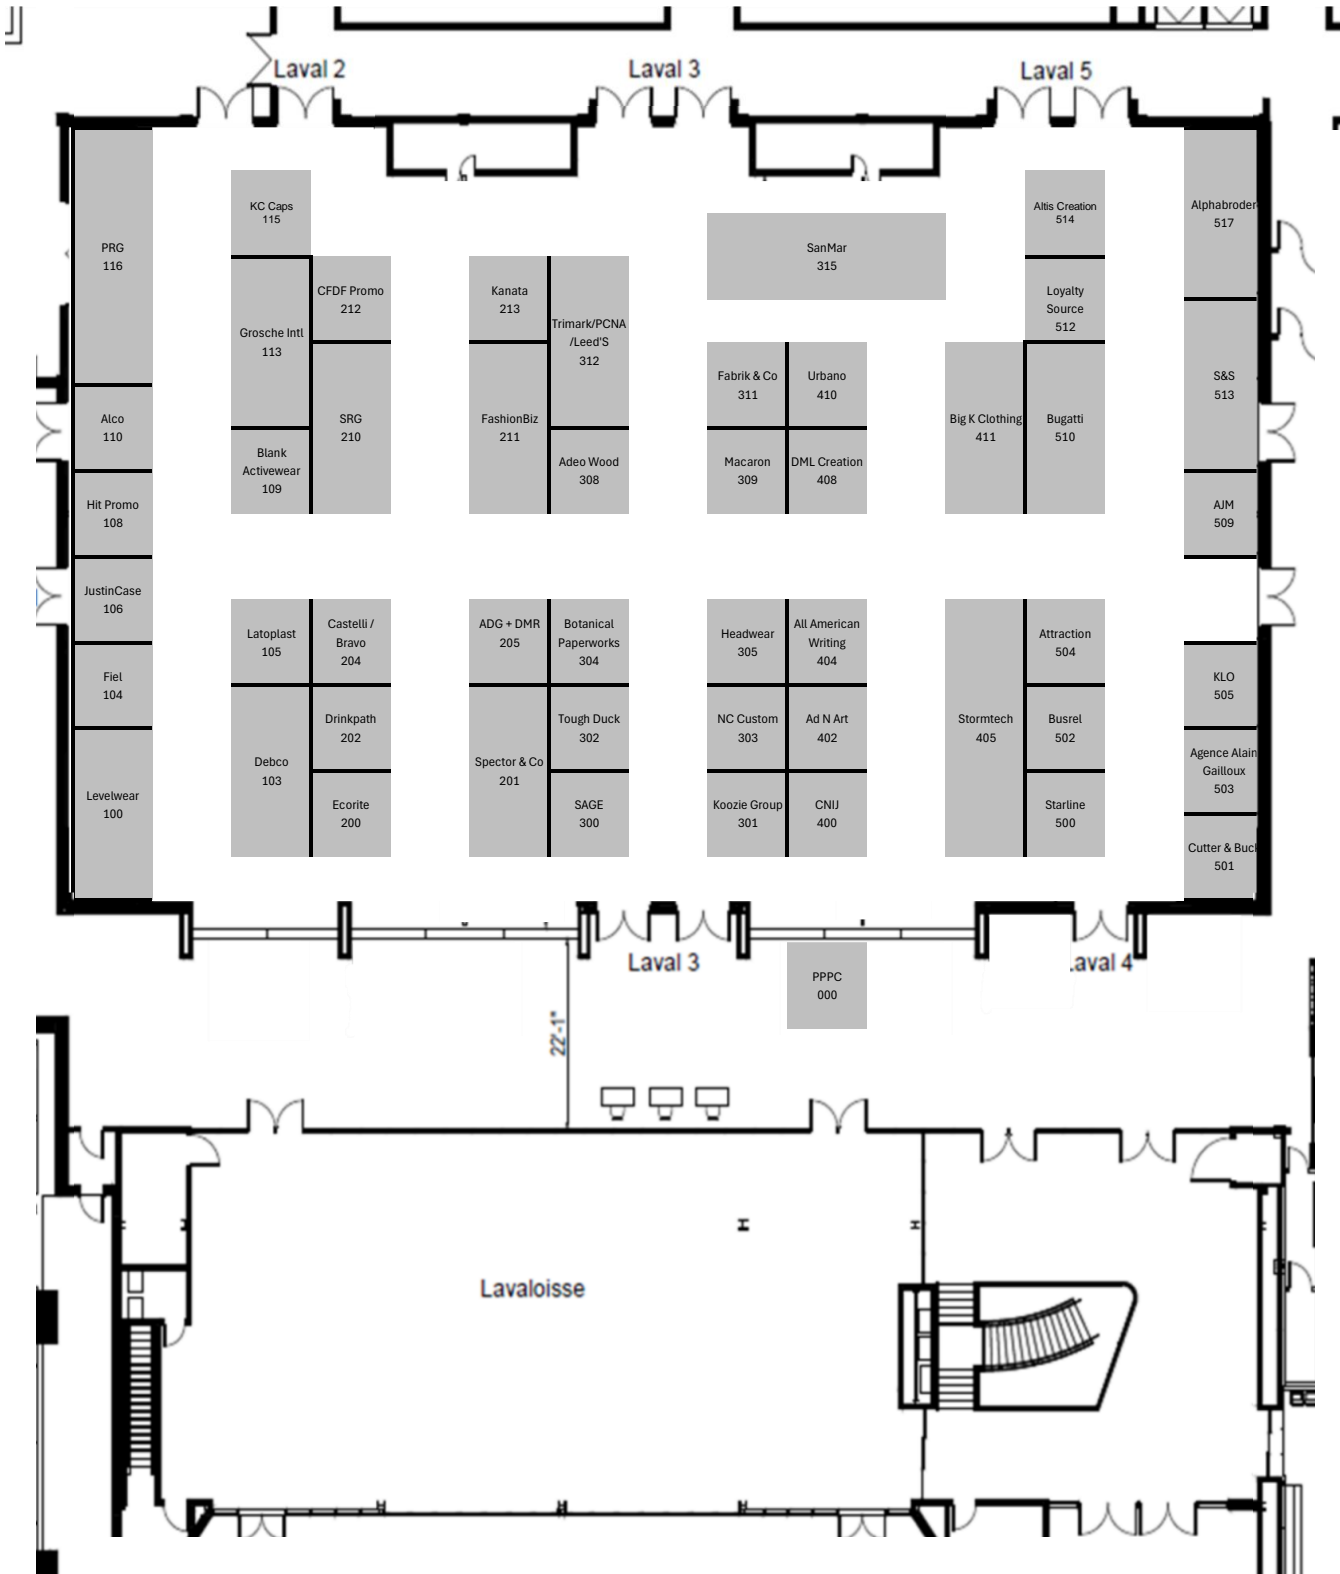 Laval 2
Laval 3
Laval 5
PRG
116
KC Caps
115
Grosche Intl
113
CFDF Promo
212
SRG
210
Blank
Activewear
109
Kanata
213
Trimark/PCNA
/Leed'S
312
FashionBiz
211
Adeo Wood
308
SanMar
315
Fabrik & Co
311
Urbano
410
Macaron
309
DML Creation
408
Altis Creation
514
Loyalty
Source
512
Big K Clothing
411
Bugatti
510
Alphabroder
517
S&S
513
AJM
509
Alco
110
Hit Promo
108
JustinCase
106
Fiel
104
Levelwear
100
Latoplast
105
Castelli /
Bravo
204
Debco
103
Drinkpath
202
Ecorite
200
ADG + DMR
205
Botanical
Paperworks
304
Spector & Co
201
Tough Duck
302
SAGE
300
Headwear
305
All American
Writing
404
NC Custom
303
Ad N Art
402
Koozie Group
301
CNIJ
400
Stormtech
405
Attraction
504
Busrel
502
Starline
500
KLO
505
Agence Alain
Gailloux
503
Cutter & Buck
501
Laval 3
Laval 4
PPPC
000
22'-1"
Lavaloisse